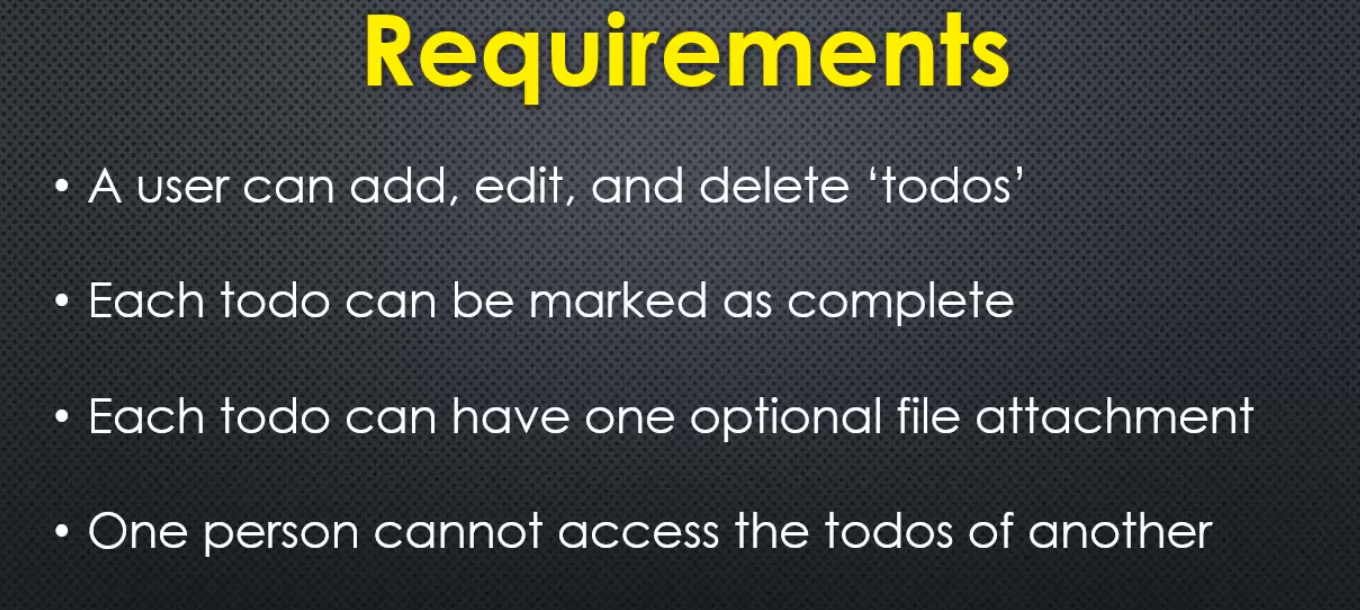 Requirements
• A user can add, edit, and delete ‘todos’
• Each todo can be marked as complete
• Each todo can have one optional file attachment
• One person cannot access the todos of another